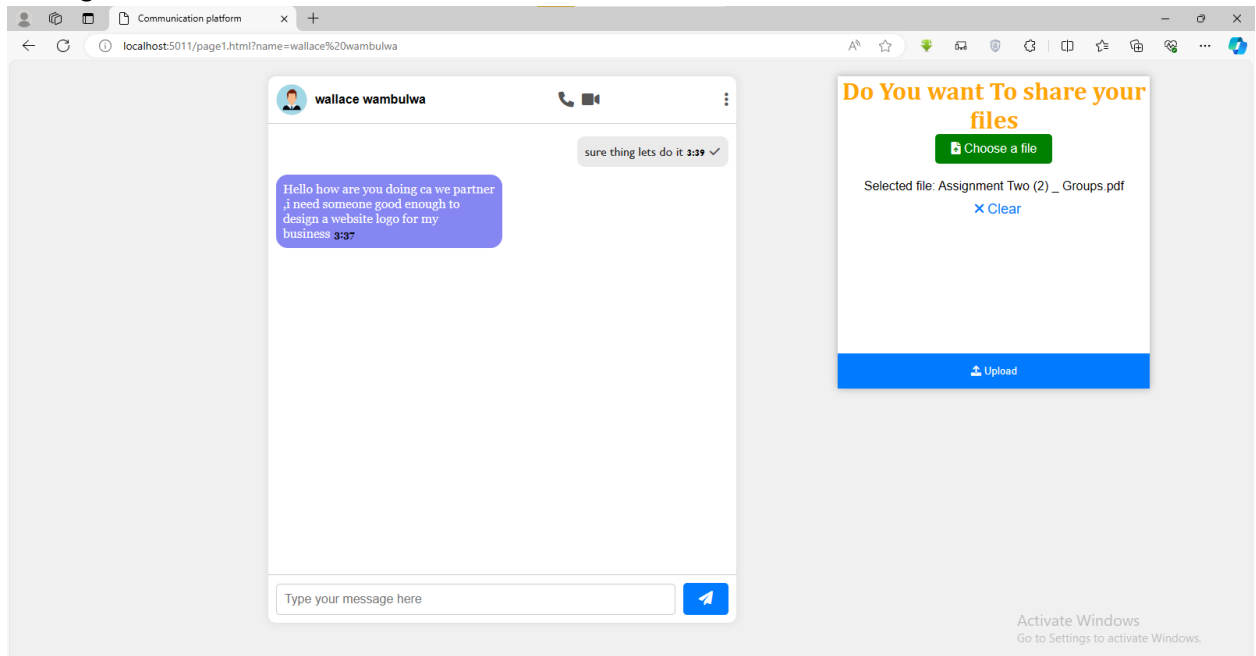 Communication platform
localhost:5011/page1.html?name=wallace%20wambulwa
wallace wambulwa
sure thing lets do it 3:39
Hello how are you doing ca we partner
,i need someone good enough to
design a website logo for my
business 3:37
Type your message here
Do You want To share your
files
Choose a file
Selected file: Assignment Two (2) _ Groups.pdf
Clear
Upload
Activate Windows
Go to Settings to activate Windows.